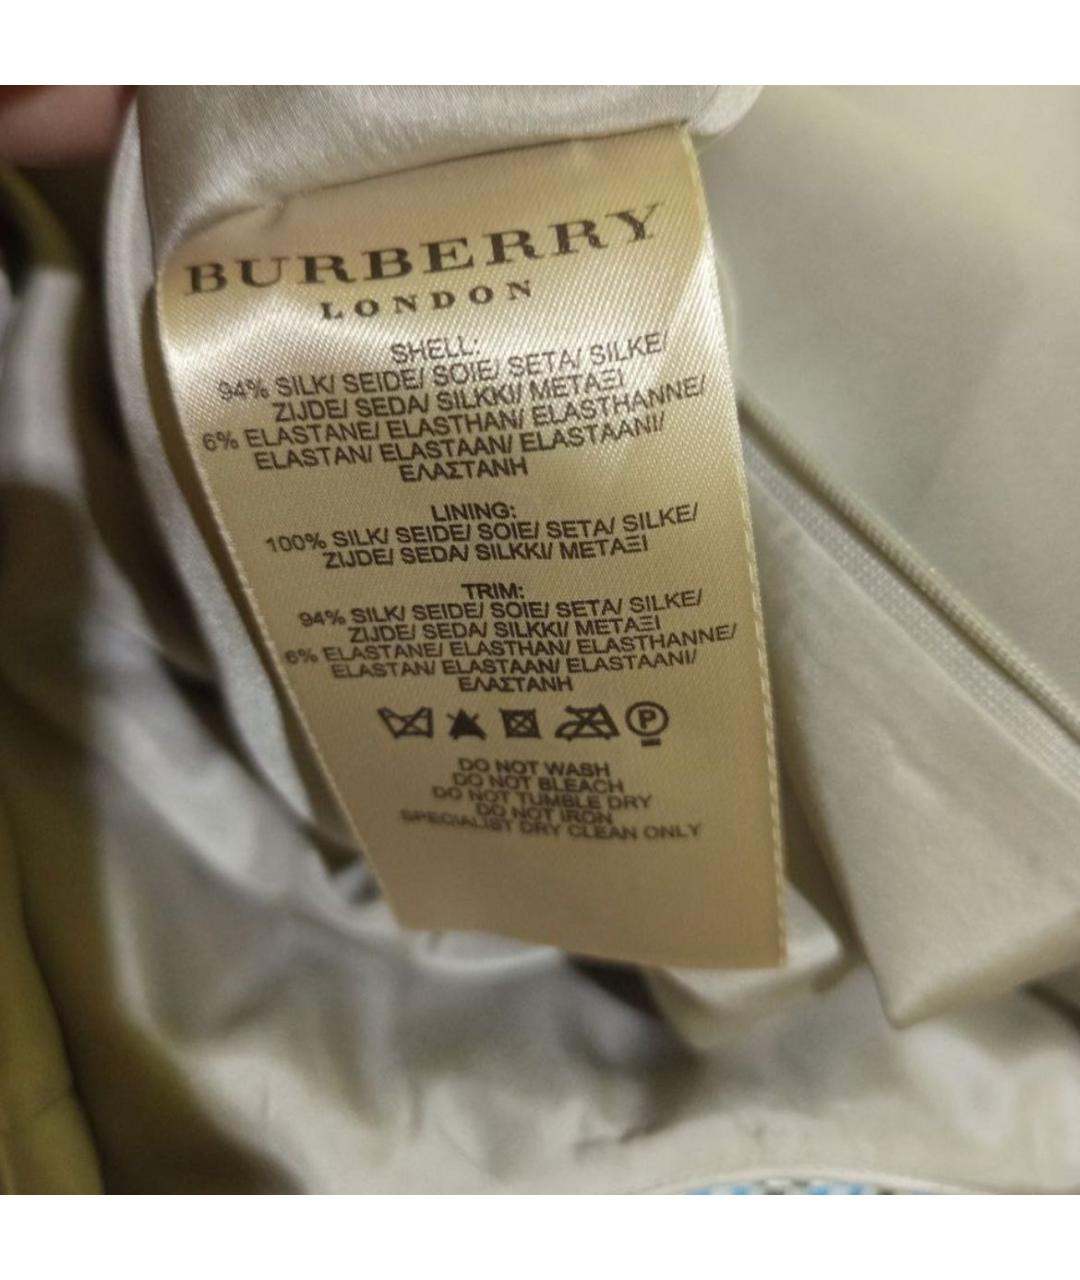 BURBERRY
LONDON
SHELL:
94% SILK/ SEIDE/ SOIE/ SETA/ SILKE/
ZIJDE/ SEDA/ SILKKI/ ΜΕΤΑΞΙ
6% ELASTANE/ ELASTHAN/ ELASTHANNE/
ELASTAN/ ELASTAAN/ ELASTAANI/
ΕΛΑΣΤΑΝΗ
LINING:
100% SILK/ SEIDE/ SOIE/ SETA/ SILKE/
ZIJDE/ SEDA/ SILKKI/ ΜΕΤΑΞΙ
TRIM:
94% SILK/ SEIDE/ SOIE/ SETA/ SILKE/
ZIJDE/ SEDA/ SILKKI/ ΜΕΤΑΞΙ
6% ELASTANE/ ELASTHAN/ ELASTHANNE/
ELASTAN/ ELASTAAN/ ELASTAANI/
ΕΛΑΣΤΑΝΗ
P
DO NOT WASH
DO NOT BLEACH
DO NOT TUMBLE DRY
DO NOT IRON
SPECIALIST DRY CLEAN ONLY